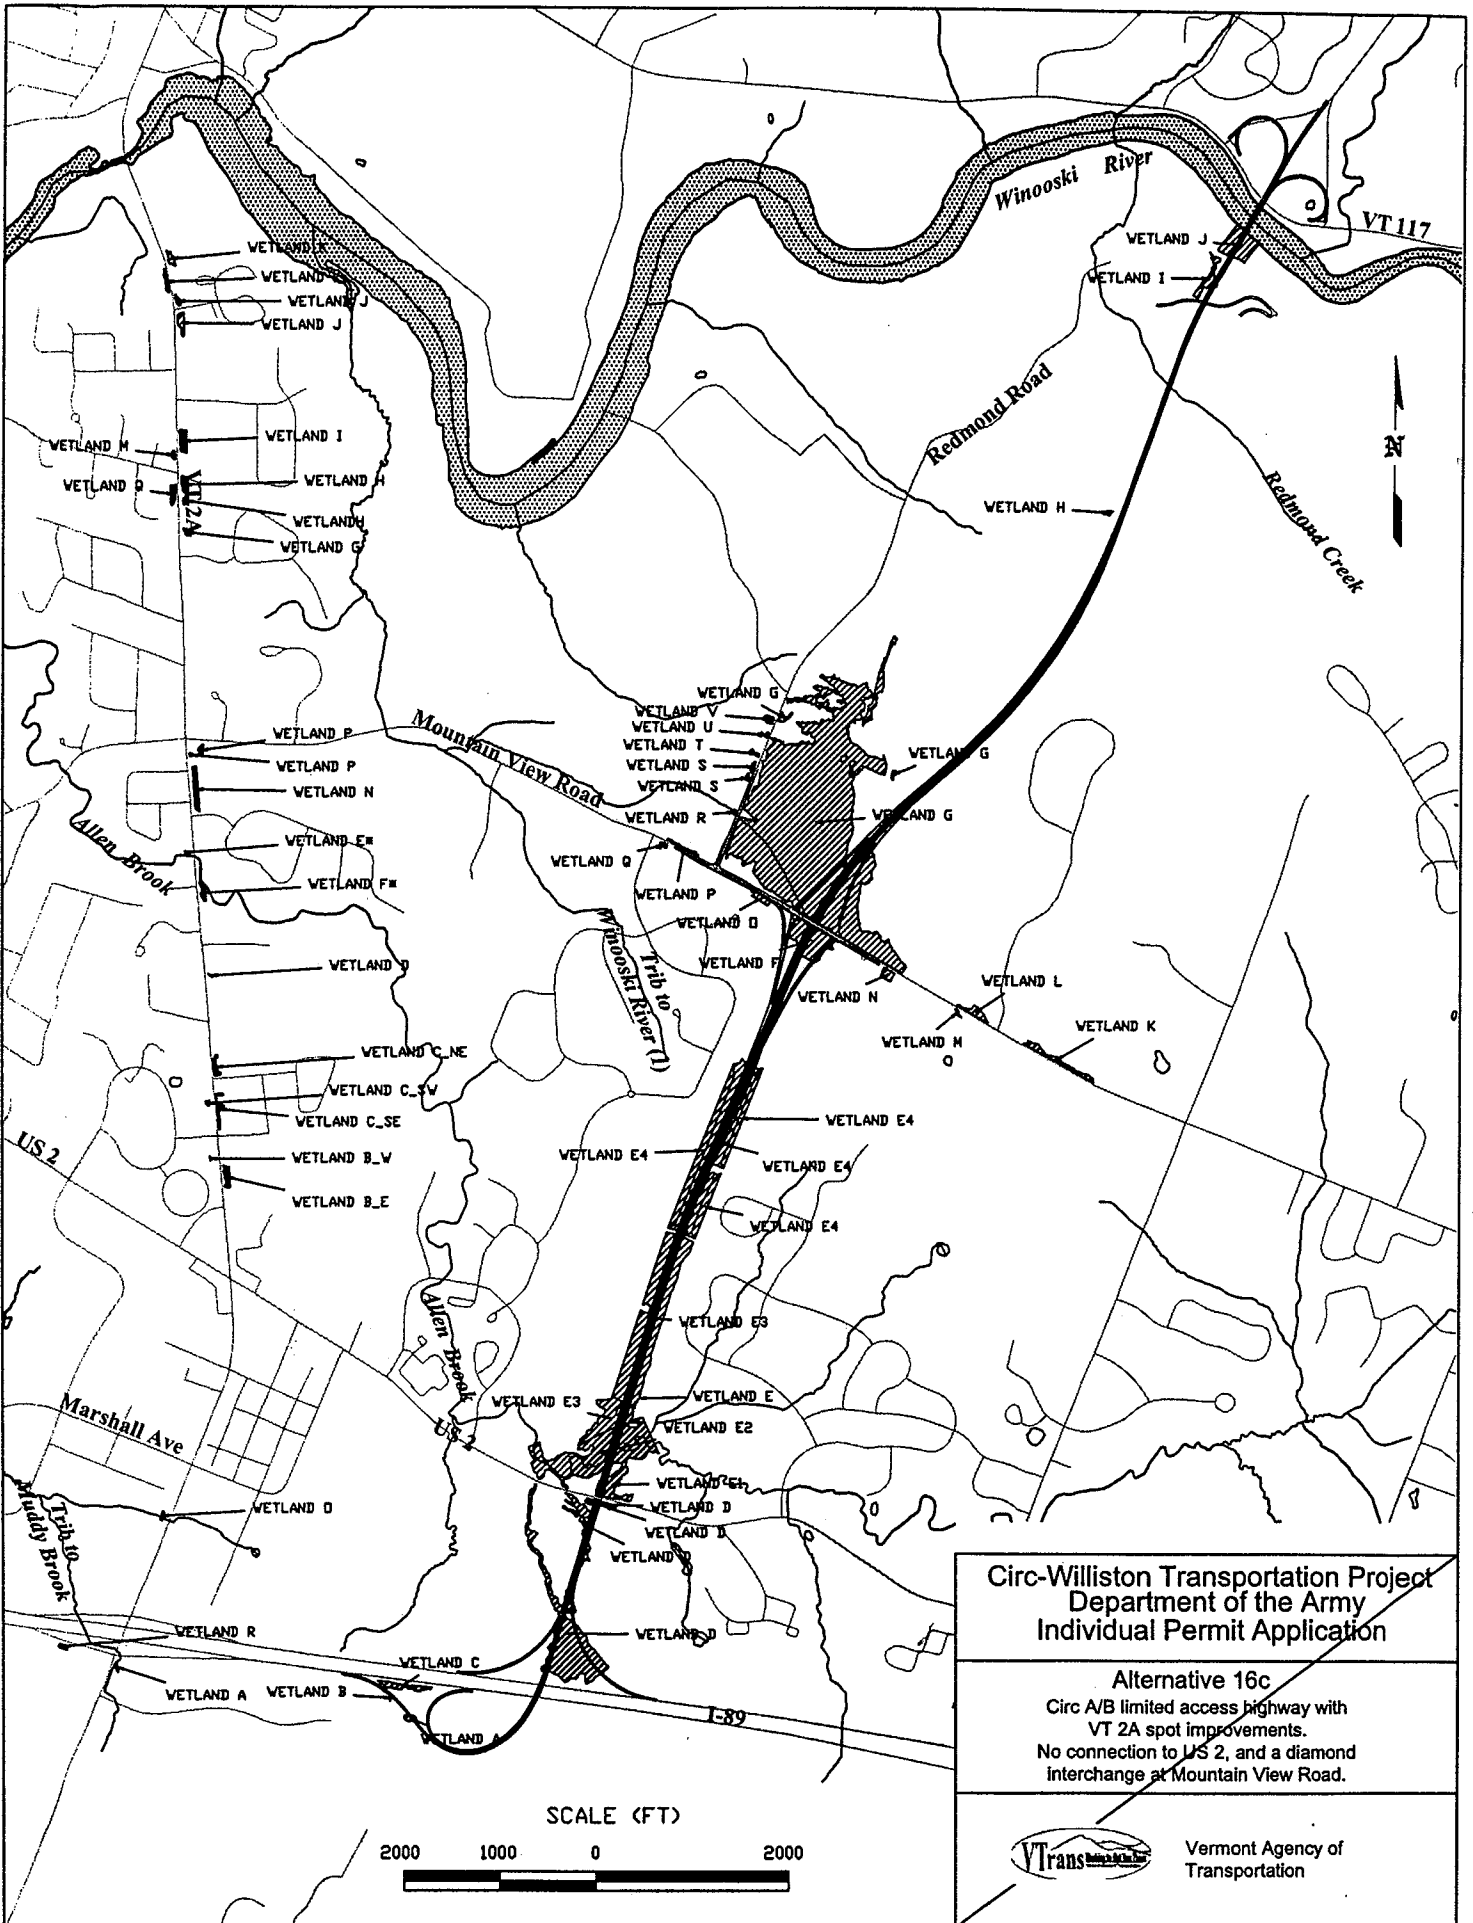 Winooski River
VT 117
WETLAND J
WETLAND I
WETLAND K
WETLAND
WETLAND J
WETLAND J
WETLAND I
WETLAND M
WETLAND H
WETLAND Q
VT2A
WETLANDH
WETLAND G
Redmond Road
WETLAND H
N
Redmond Creek
WETLAND G
WETLAND V
WETLAND U
WETLAND T
WETLAND S
WETLAND S
WETLAND R
WETLAND G
WETLAND G
Mountain View Road
WETLAND P
WETLAND P
WETLAND N
WETLAND E*
WETLAND F*
Allen Brook
WETLAND Q
WETLAND P
WETLAND O
WETLAND F
WETLAND N
WETLAND L
WETLAND M
WETLAND K
Trib to
Winooski River (1)
WETLAND D
WETLAND C_NE
WETLAND C_SW
WETLAND C_SE
WETLAND B_W
WETLAND B_E
US 2
WETLAND E4
WETLAND E4
WETLAND E4
WETLAND E4
WETLAND E3
Allen Brook
WETLAND E3
WETLAND E
WETLAND E2
US 2
Marshall Ave
WETLAND E1
WETLAND D
WETLAND D
WETLAND D
WETLAND O
Trib to
Muddy Brook
WETLAND R
WETLAND A
WETLAND B
WETLAND C
WETLAND A
WETLAND D
I-89
Circ-Williston Transportation Project
Department of the Army
Individual Permit Application
Alternative 16c
Circ A/B limited access highway with
VT 2A spot improvements.
No connection to US 2, and a diamond
interchange at Mountain View Road.
VTrans
Vermont Agency of
Transportation
SCALE (FT)
2000 1000 0 2000